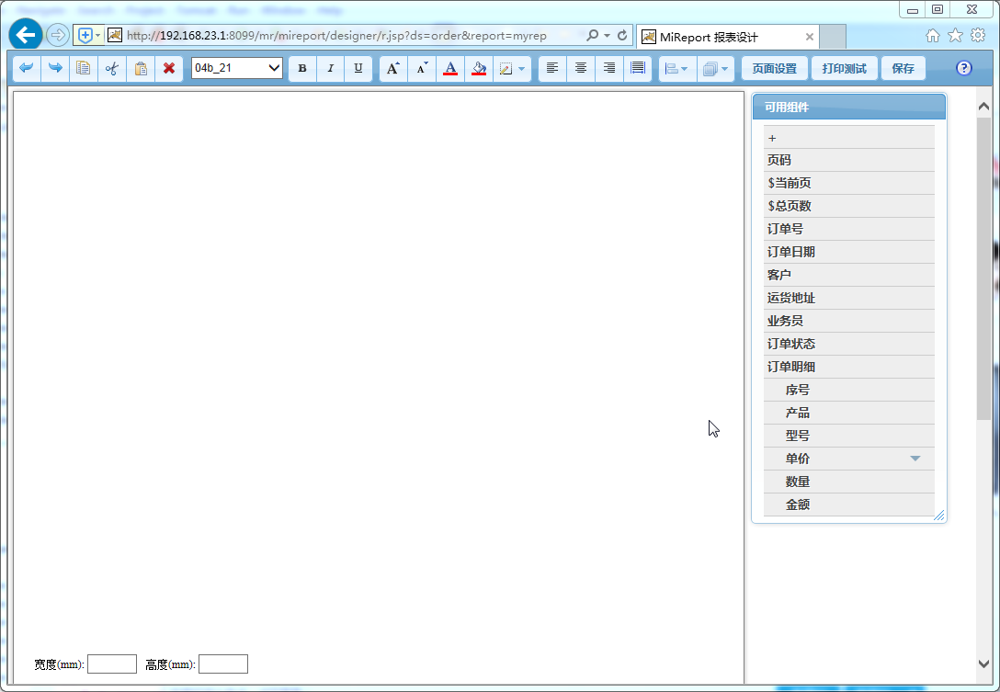 http://192.168.23.1:8099/mr/mireport/designer/r.jsp?ds=order&report=myrep
MiReport 报表设计
04b_21
B I U A A A
页面设置 打印测试 保存 ?
可用组件
+
页码
$当前页
$总页数
订单号
订单日期
客户
运货地址
业务员
订单状态
订单明细
序号
产品
型号
单价
数量
金额
宽度(mm): 高度(mm):